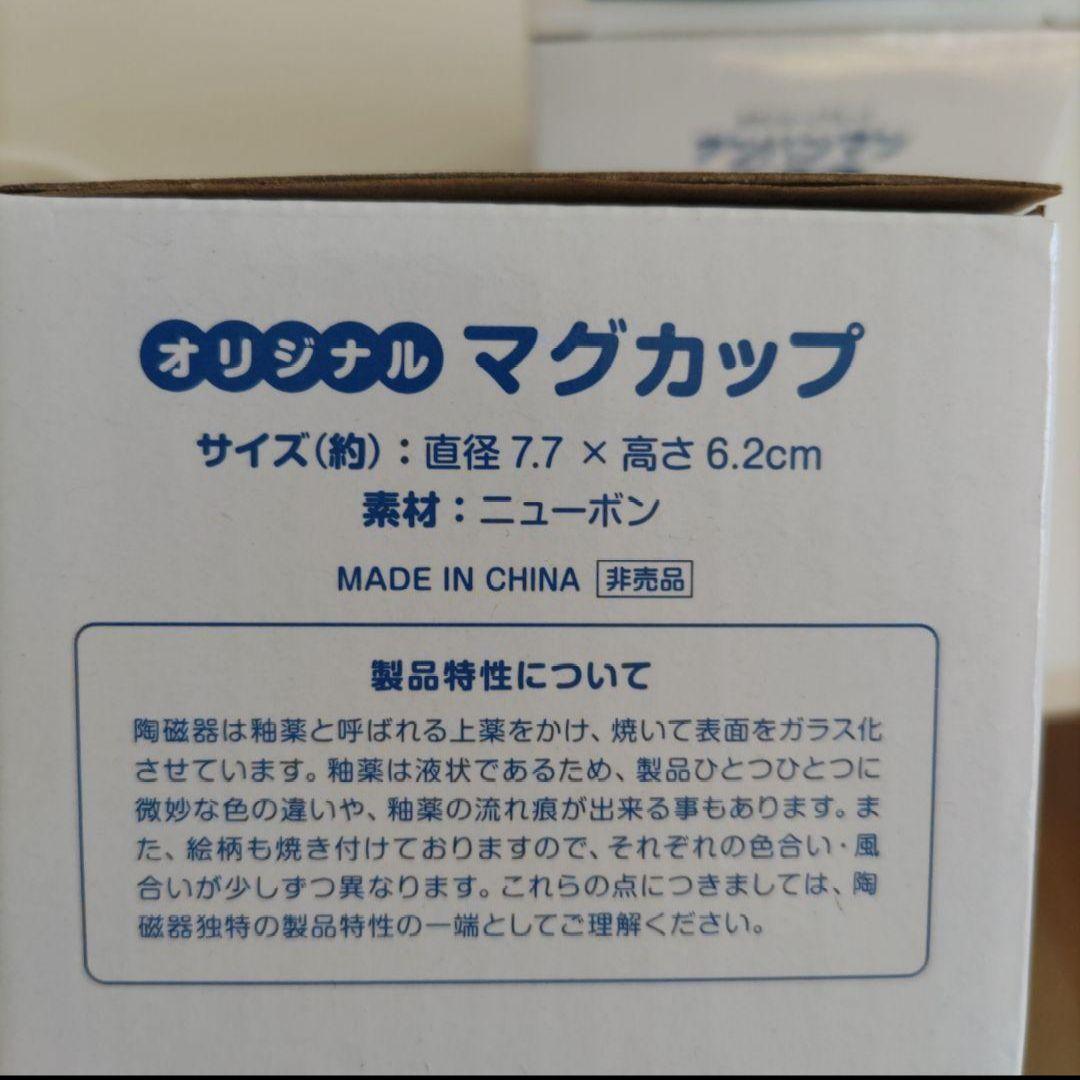 オリジナル マグカップ
サイズ(約)：直径 7.7 × 高さ 6.2cm
素材：ニューボン
MADE IN CHINA 非売品
製品特性について
陶磁器は釉薬と呼ばれる上薬をかけ、焼いて表面をガラス化
させています。釉薬は液状であるため、製品ひとつひとつに
微妙な色の違いや、釉薬の流れ痕が出来る事もあります。ま
た、絵柄も焼き付けておりますので、それぞれの色合い・風
合いが少しずつ異なります。これらの点につきましては、陶
磁器独特の製品特性の一端としてご理解ください。